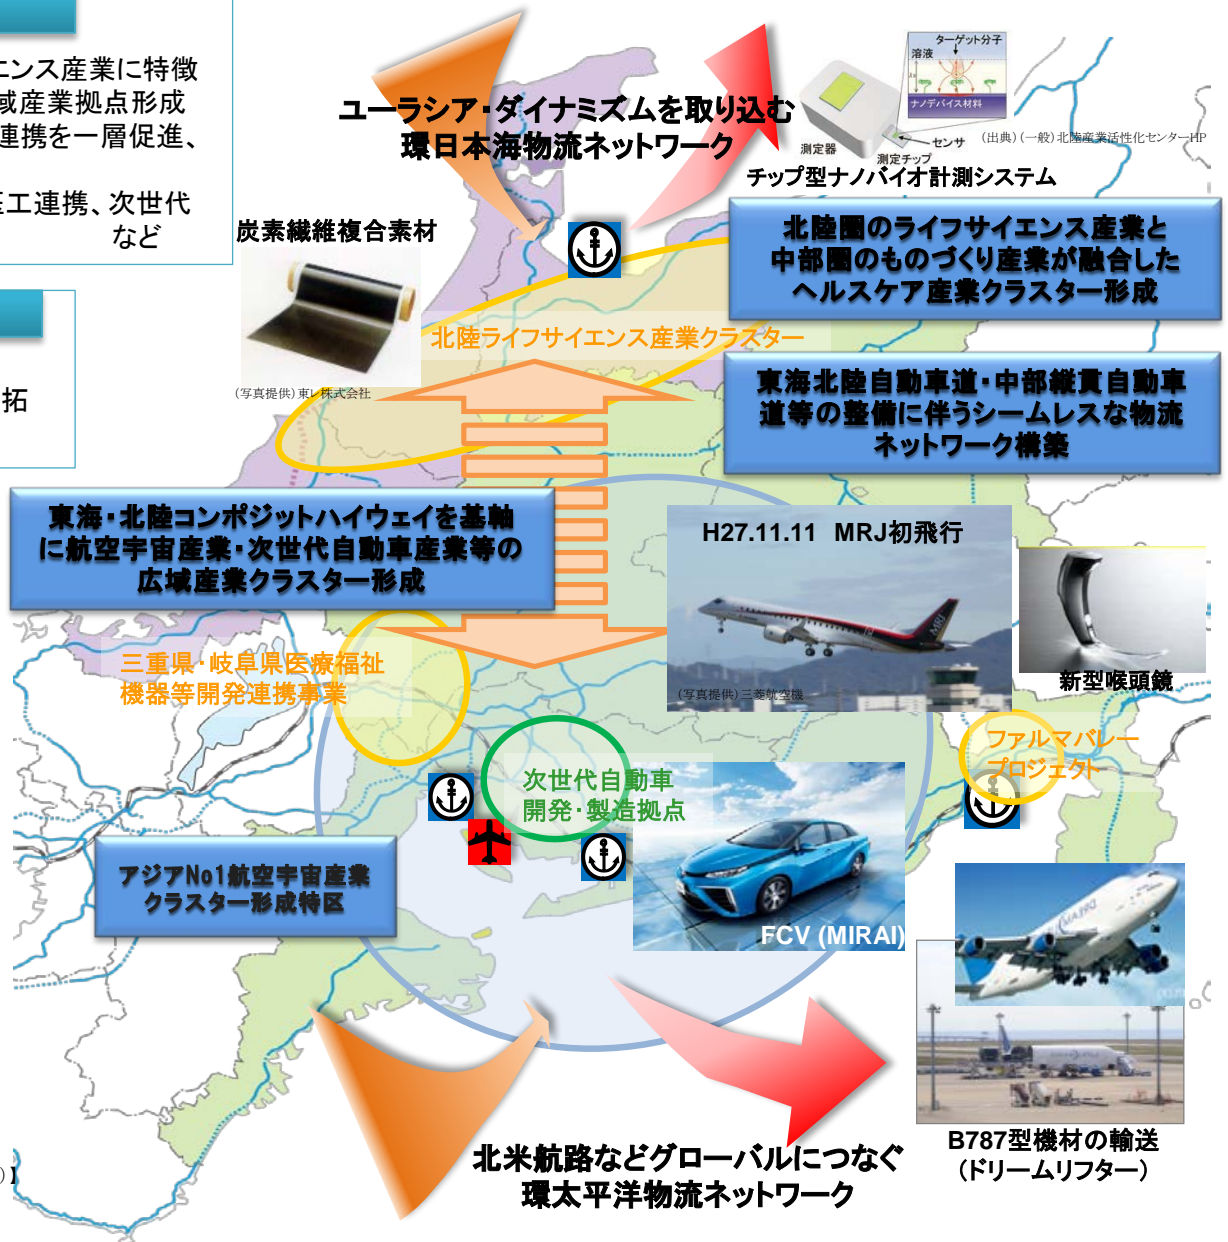 エンス産業に特徴
域産業拠点形成
連携を一層促進、
医工連携、次世代
など
拓
ユーラシア・ダイナミズムを取り込む
環日本海物流ネットワーク
ターゲット分子
溶液
ナノデバイス材料
センサ
測定器
測定チップ
(出典)(一般)北陸産業活性化センターHP
チップ型ナノバイオ計測システム
炭素繊維複合素材
(写真提供)東レ株式会社
北陸圏のライフサイエンス産業と
中部圏のものづくり産業が融合した
ヘルスケア産業クラスター形成
北陸ライフサイエンス産業クラスター
東海北陸自動車道・中部縦貫自動車
道等の整備に伴うシームレスな物流
ネットワーク構築
東海・北陸コンポジットハイウェイを基軸
に航空宇宙産業・次世代自動車産業等の
広域産業クラスター形成
H27.11.11 MRJ初飛行
MRJ
(写真提供)三菱航空機
新型喉頭鏡
三重県・岐阜県医療福祉
機器等開発連携事業
ファルマバレー
プロジェクト
次世代自動車
開発・製造拠点
FCV (MIRAI)
アジアNo1航空宇宙産業
クラスター形成特区
B787型機材の輸送
(ドリームリフター)
北米航路などグローバルにつなぐ
環太平洋物流ネットワーク
)】